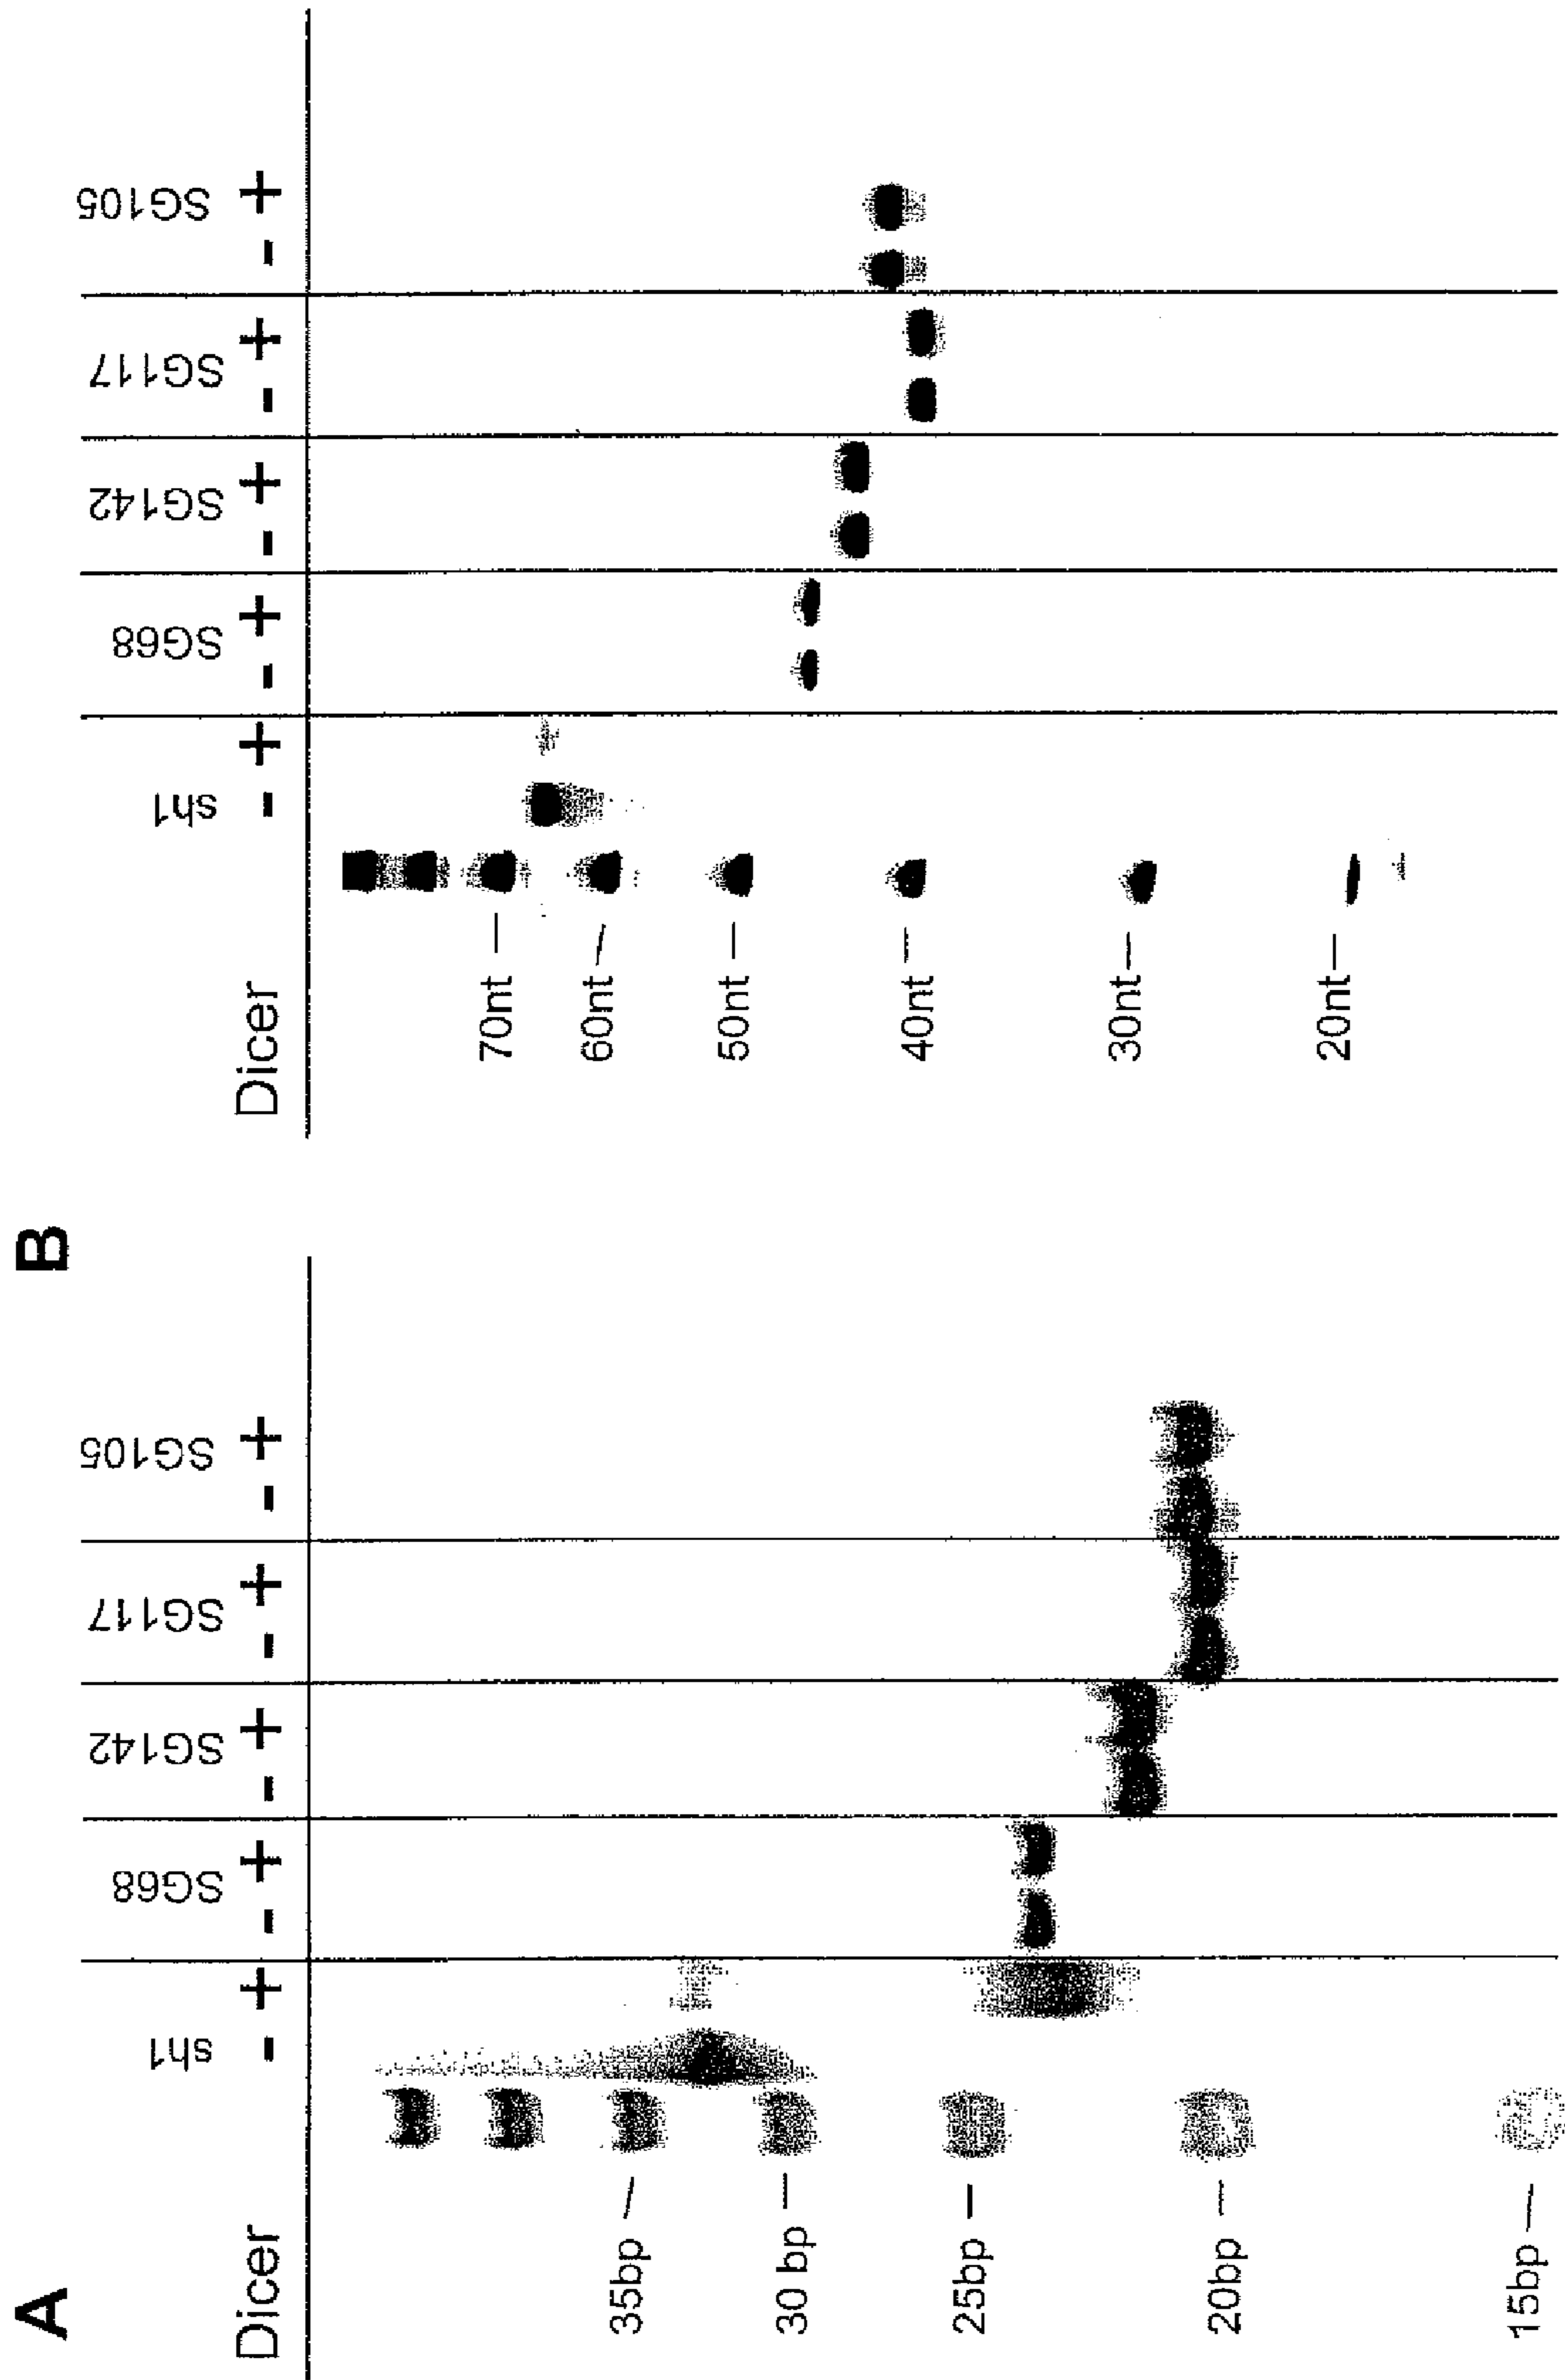 A
Dicer
sh1
SG68
SG142
SG117
SG105
- + - + - + - + - +
35bp
30 bp
25bp
20bp
15bp
B
Dicer
sh1
SG68
SG142
SG117
SG105
- + - + - + - + - +
70nt
60nt
50nt
40nt
30nt
20nt